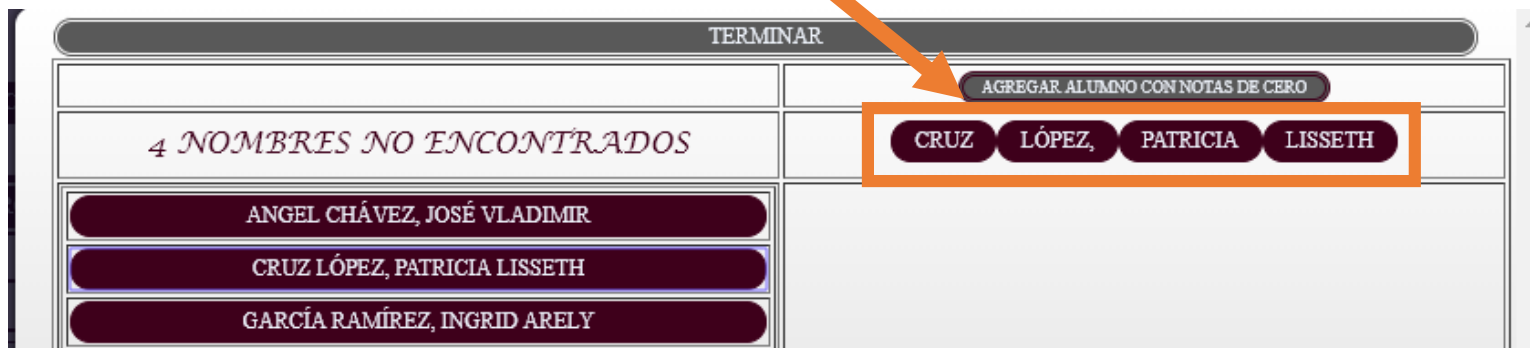 TERMINAR
AGREGAR ALUMNO CON NOTAS DE CERO
4 NOMBRES NO ENCONTRADOS
CRUZ LÓPEZ, PATRICIA LISSETH
ANGEL CHÁVEZ, JOSÉ VLADIMIR
CRUZ LÓPEZ, PATRICIA LISSETH
GARCÍA RAMÍREZ, INGRID ARELY